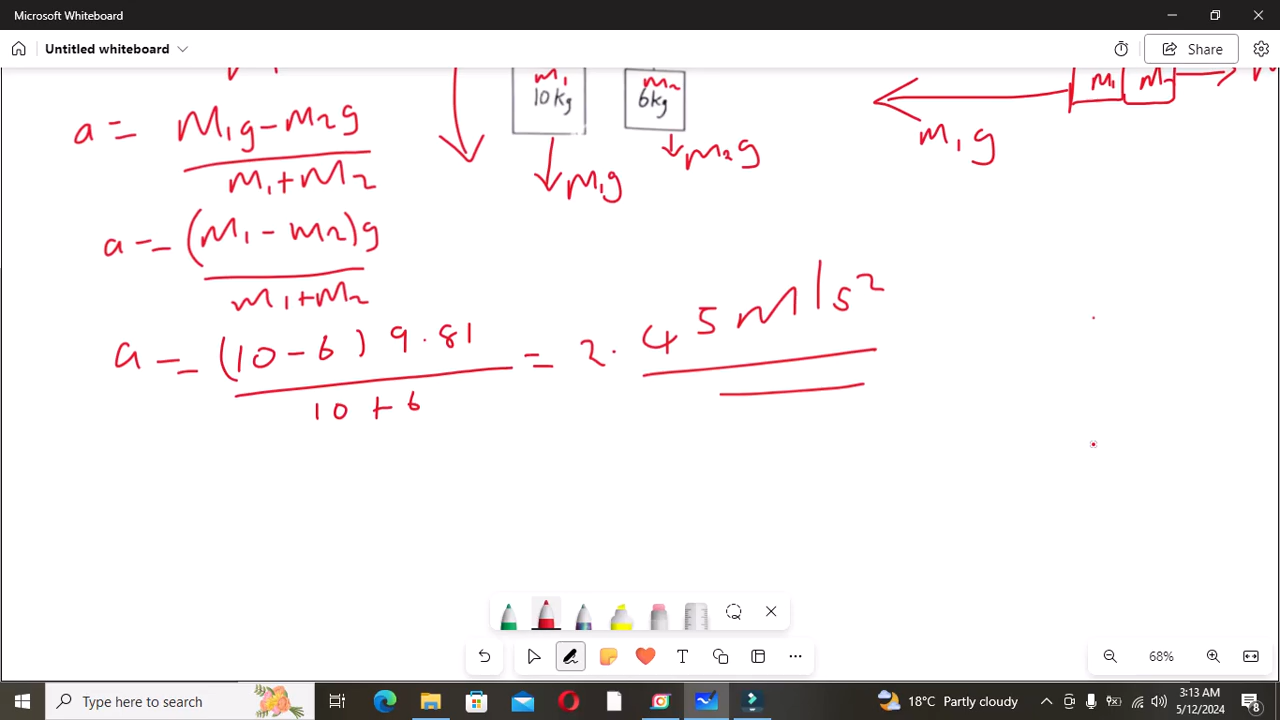 Microsoft Whiteboard
Untitled whiteboard
Share
m1
10kg
m2
6kg
m1 m2
a = m1g - m2g
m1 + m2
m1g
m2g
m1g
a = (m1 - m2)g
m1 + m2
a = (10 - 6) 9.81 = 2.45 m/s2
10 + 6
68%
Type here to search
18°C Partly cloudy
3:13 AM
5/12/2024
8